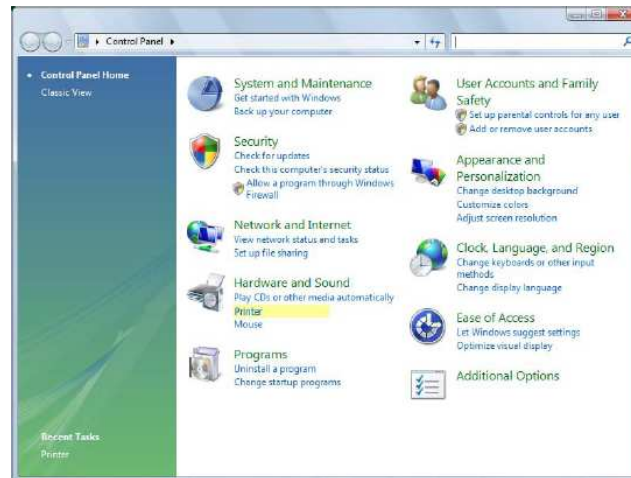 Control Panel
Control Panel Home
Classic View
System and Maintenance
Get started with Windows
Back up your computer
Security
Check for updates
Check this computer's security status
Allow a program through Windows
Firewall
Network and Internet
View network status and tasks
Set up file sharing
Hardware and Sound
Play CDs or other media automatically
Printer
Mouse
Programs
Uninstall a program
Change startup programs
User Accounts and Family
Safety
Set up parental controls for any user
Add or remove user accounts
Appearance and
Personalization
Change desktop background
Customize colors
Adjust screen resolution
Clock, Language, and Region
Change keyboards or other input
methods
Change display language
Ease of Access
Let Windows suggest settings
Optimize visual display
Additional Options
Recent Tasks
Printer